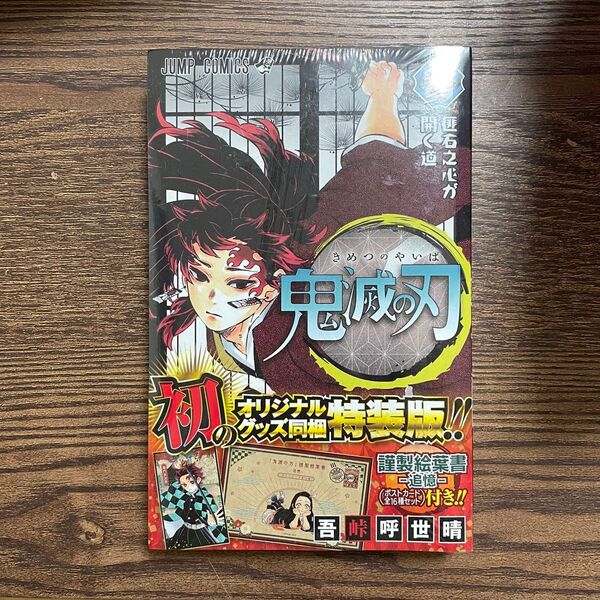 JUMP COMICS
匪石之心が
開く道
きめつのやいば
鬼滅の刃
初の
オリジナル
グッズ同梱
特装版!!
謹製絵葉書
-追憶-
(ポストカード
全16種セット)
付き!!
吾峠呼世晴